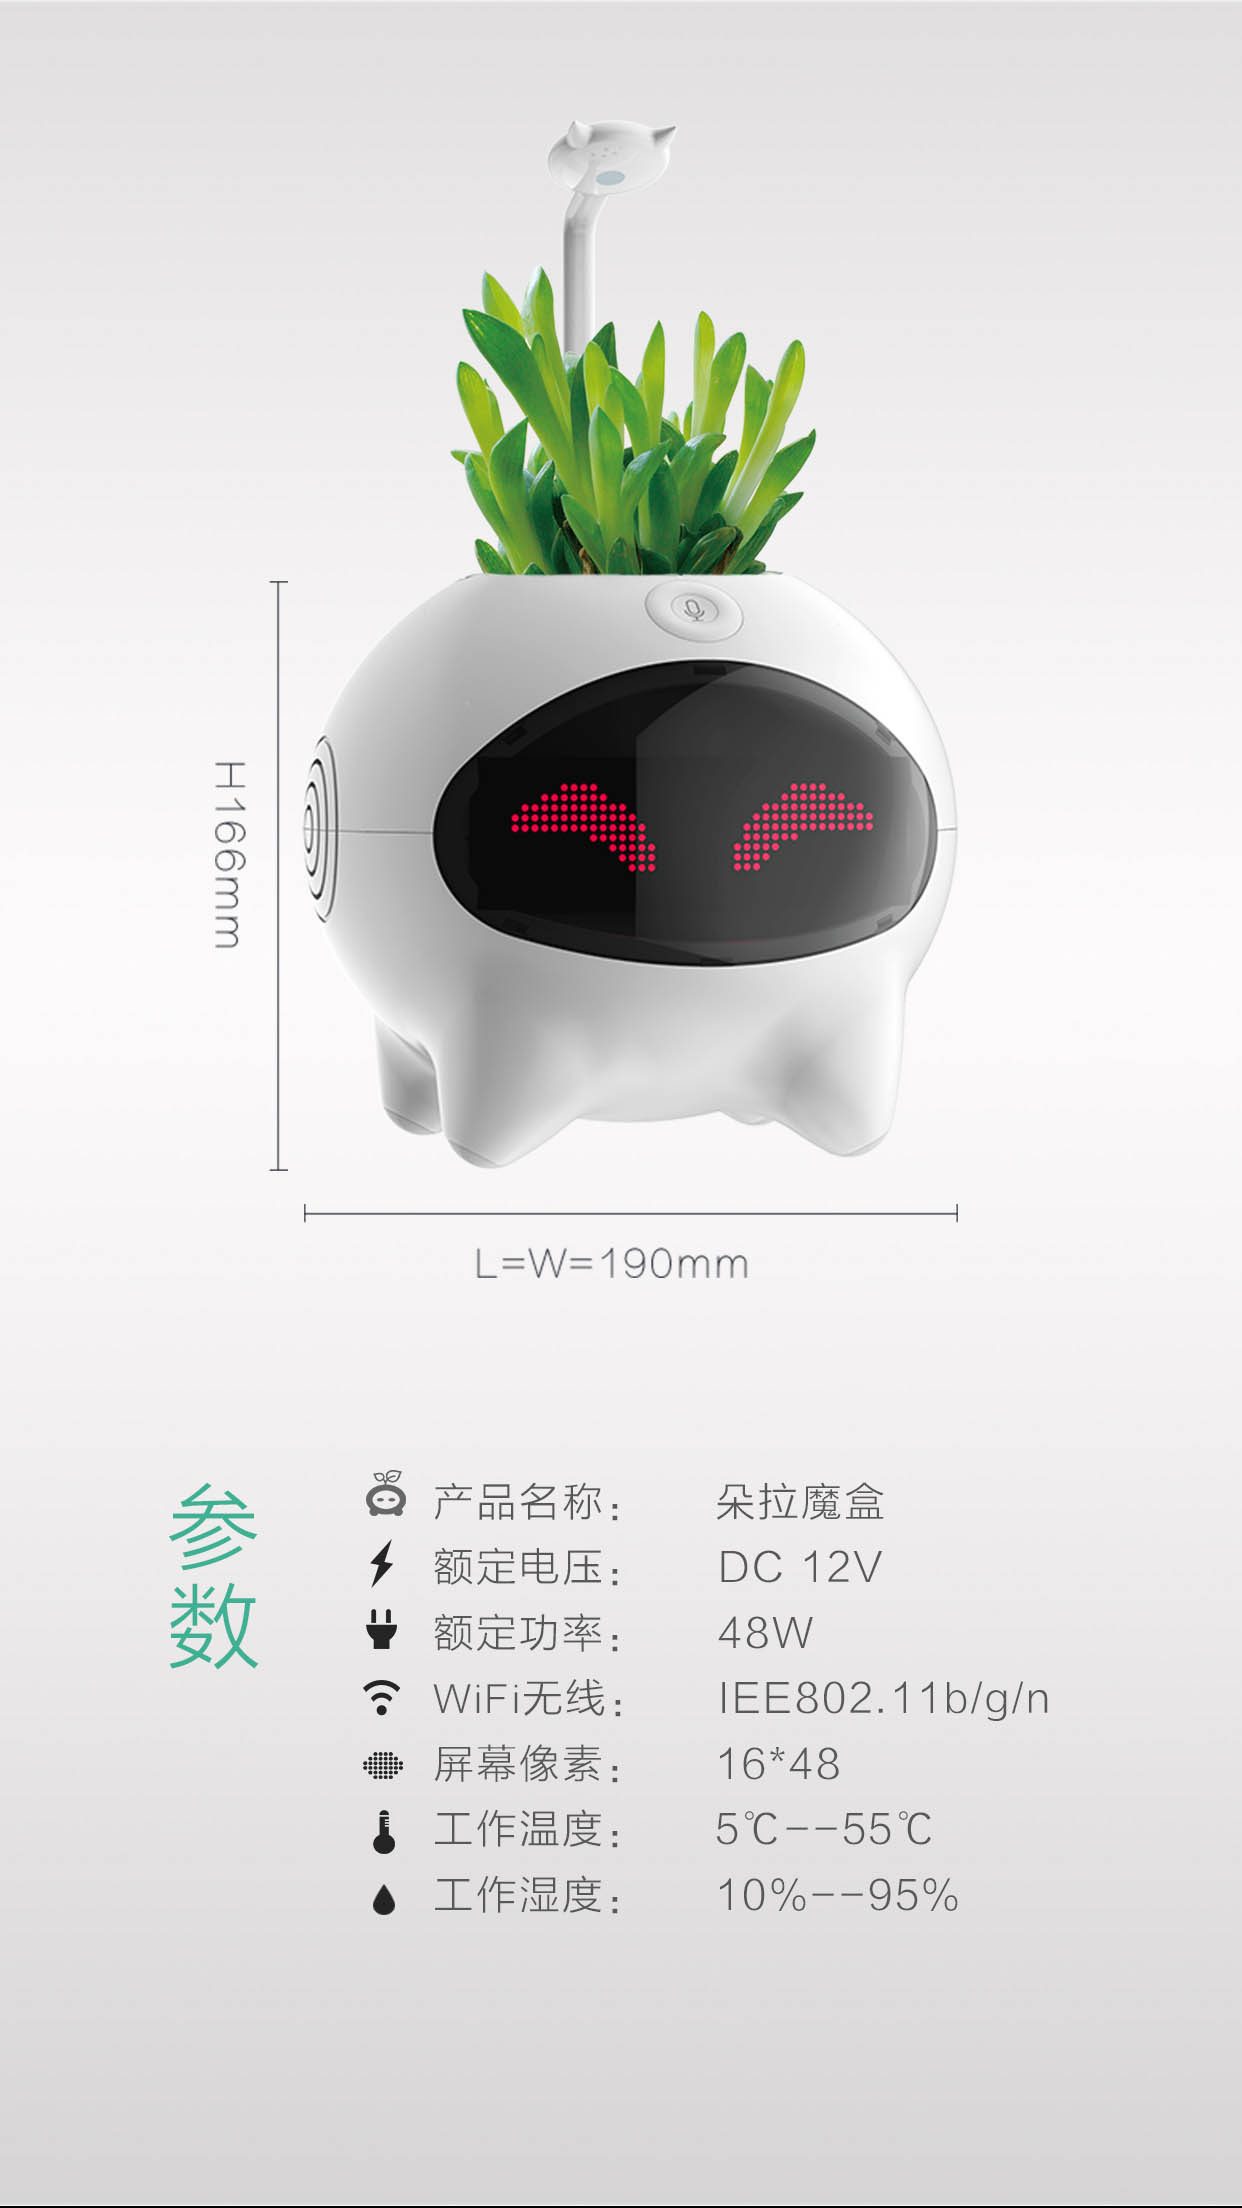 H166mm
L=W=190mm
参数
产品名称: 朵拉魔盒
额定电压: DC 12V
额定功率: 48W
WiFi无线: IEE802.11b/g/n
屏幕像素: 16*48
工作温度: 5℃--55℃
工作湿度: 10%--95%